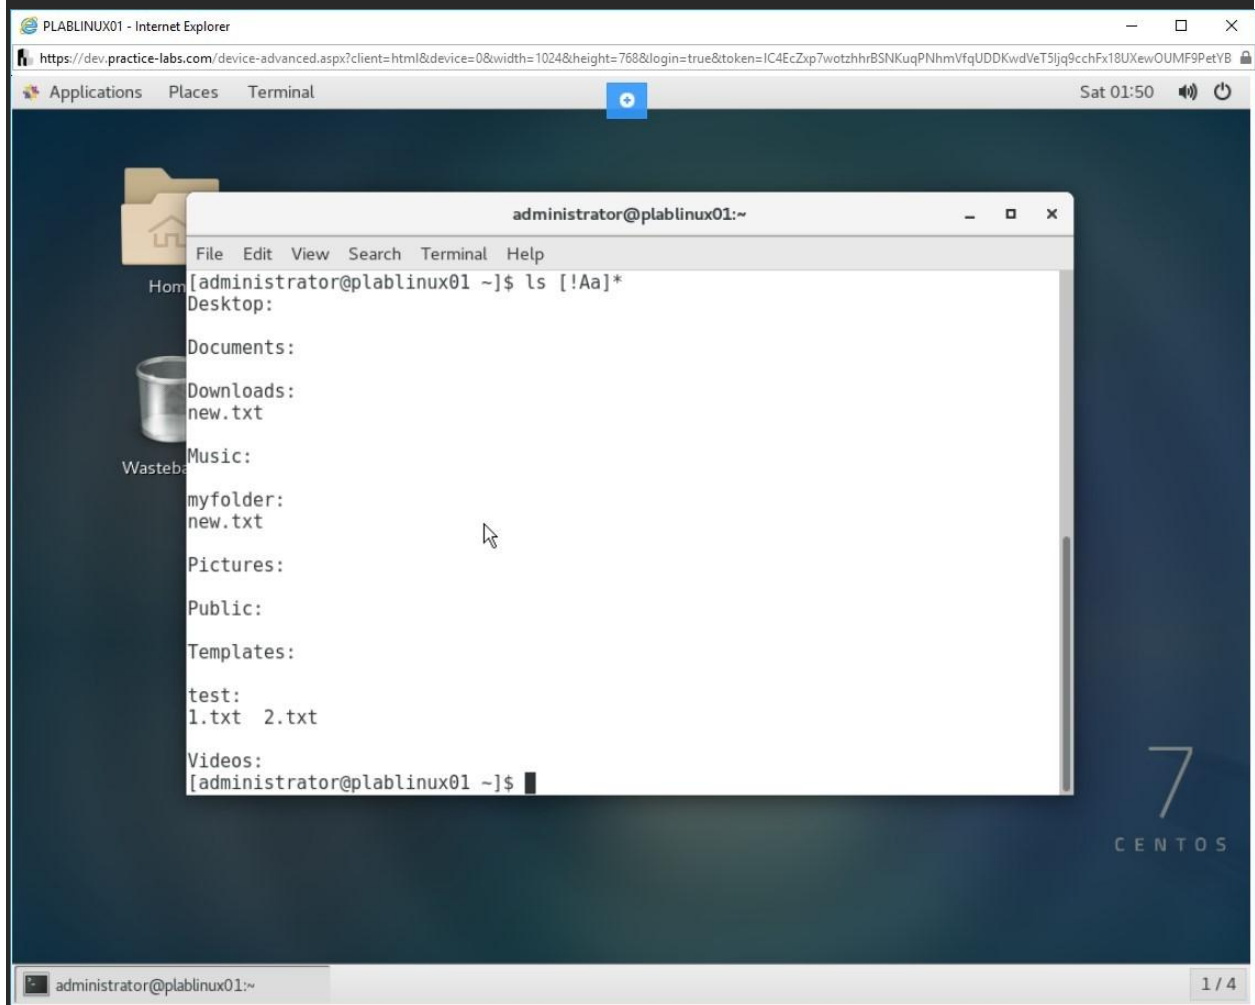 PLABLINUX01 - Internet Explorer
https://dev.practice-labs.com/device-advanced.aspx?client=html&device=0&width=1024&height=768&login=true&token=IC4EcZxp7wotzhhrBSNKuqPNhmVfqUDDKwdVeT5Ijq9cchFx18UXewOUMF9PetYB
Applications Places Terminal Sat 01:50
administrator@plablinux01:~
File Edit View Search Terminal Help
[administrator@plablinux01 ~]$ ls [!Aa]*
Desktop:
Documents:
Downloads:
new.txt
Music:
myfolder:
new.txt
Pictures:
Public:
Templates:
test:
1.txt 2.txt
Videos:
[administrator@plablinux01 ~]$
Hom
Wasteba
7
CENTOS
administrator@plablinux01:~ 1 / 4